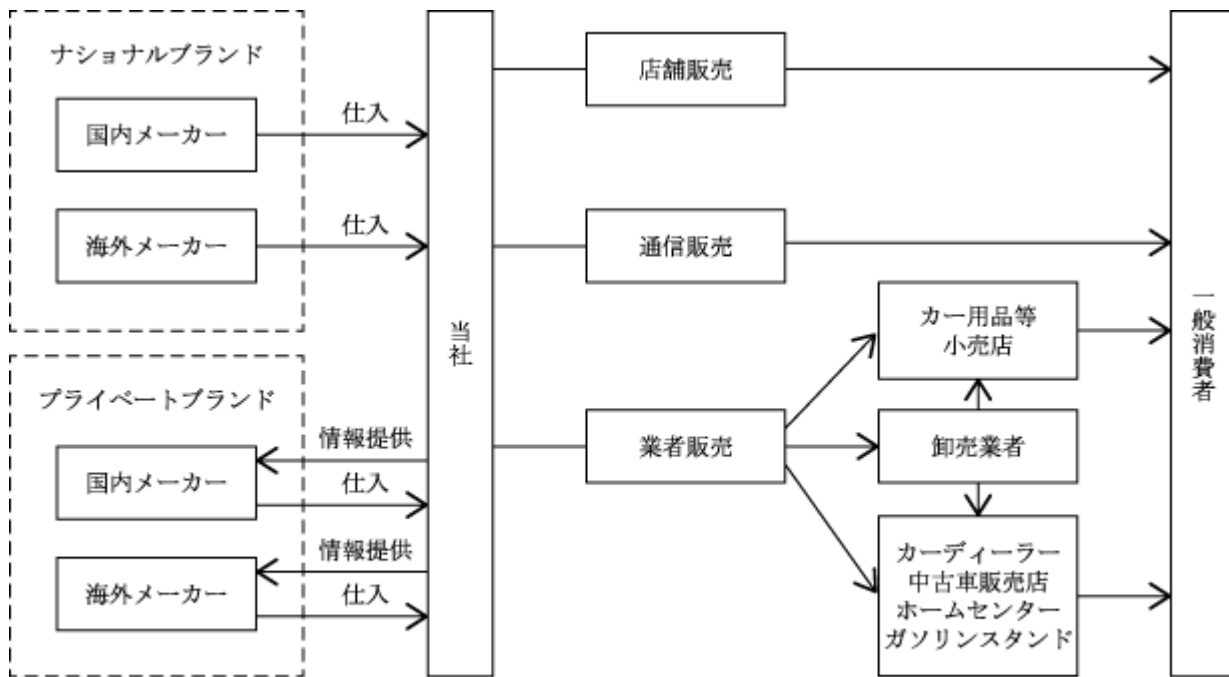 ナショナルブランド
国内メーカー
仕入
海外メーカー
仕入
プライベートブランド
情報提供
国内メーカー
仕入
情報提供
海外メーカー
仕入
当社
店舗販売
通信販売
業者販売
カー用品等
小売店
卸売業者
カーディーラー
中古車販売店
ホームセンター
ガソリンスタンド
一般消費者